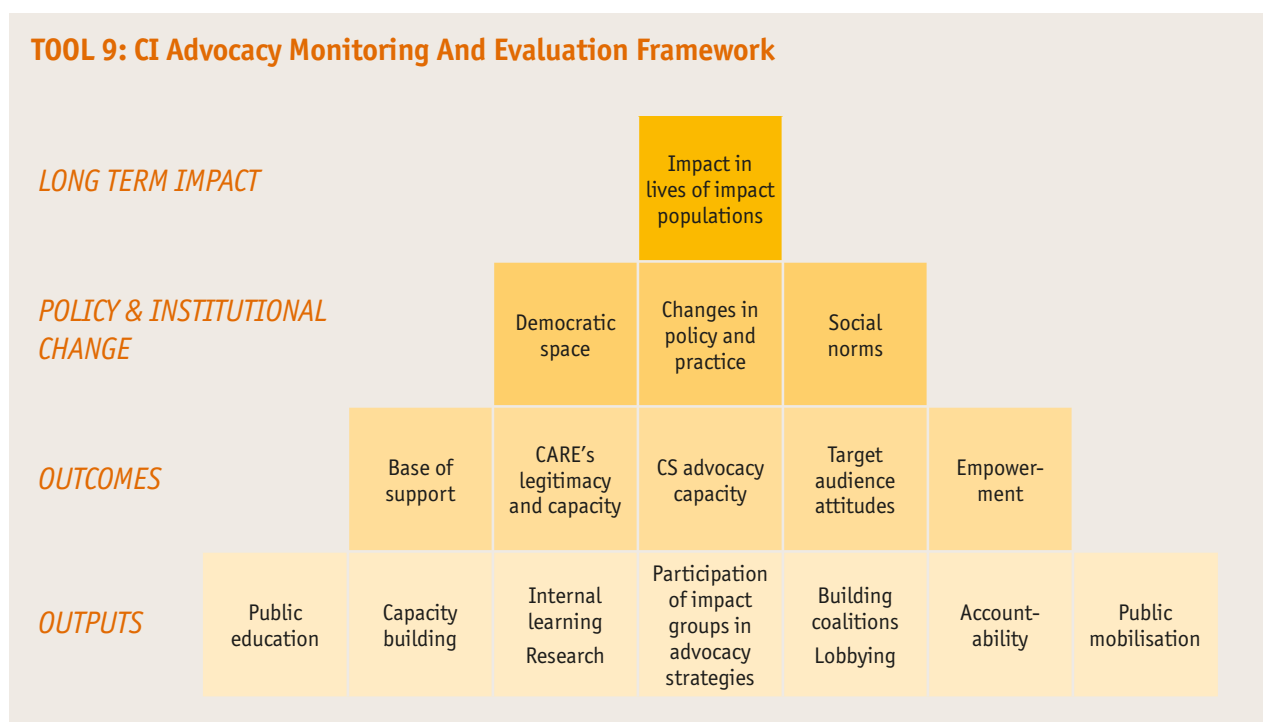 TOOL 9: CI Advocacy Monitoring And Evaluation Framework
LONG TERM IMPACT
Impact in
lives of impact
populations
POLICY & INSTITUTIONAL
CHANGE
Democratic
space
Changes in
policy and
practice
Social
norms
OUTCOMES
Base of
support
CARE’s
legitimacy
and capacity
CS advocacy
capacity
Target
audience
attitudes
Empower-
ment
OUTPUTS
Public
education
Capacity
building
Internal
learning
Research
Participation
of impact
groups in
advocacy
strategies
Building
coalitions
Lobbying
Account-
ability
Public
mobilisation